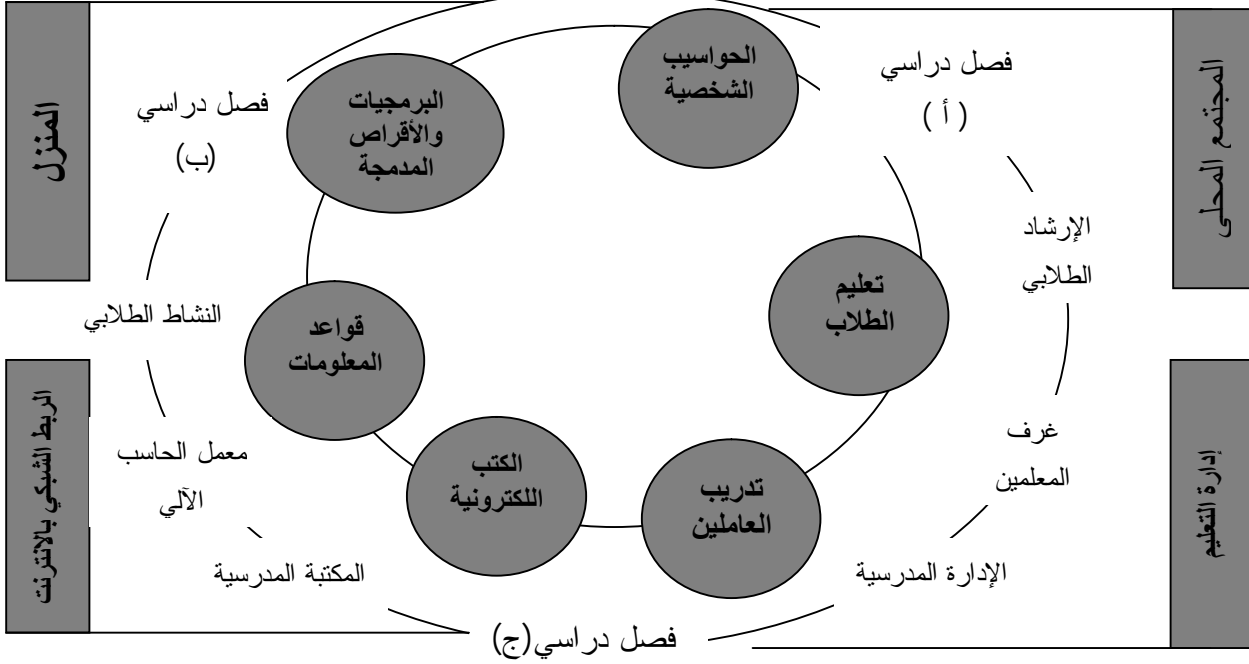 المجتمع المحلى
فصل دراسي
( أ )
الحواسيب
الشخصية
البرمجيات
والأقراص
المدمجة
فصل دراسي
(ب)
المنزل
الإرشاد
الطلابي
تعليم
الطلاب
قواعد
المعلومات
النشاط الطلابي
إدارة التعليم
غرف
المعلمين
تدريب
العاملين
الكتب
اللكترونية
معمل الحاسب
الآلي
الربط الشبكي بالانترنت
الإدارة المدرسية
المكتبة المدرسية
فصل دراسي(ج)